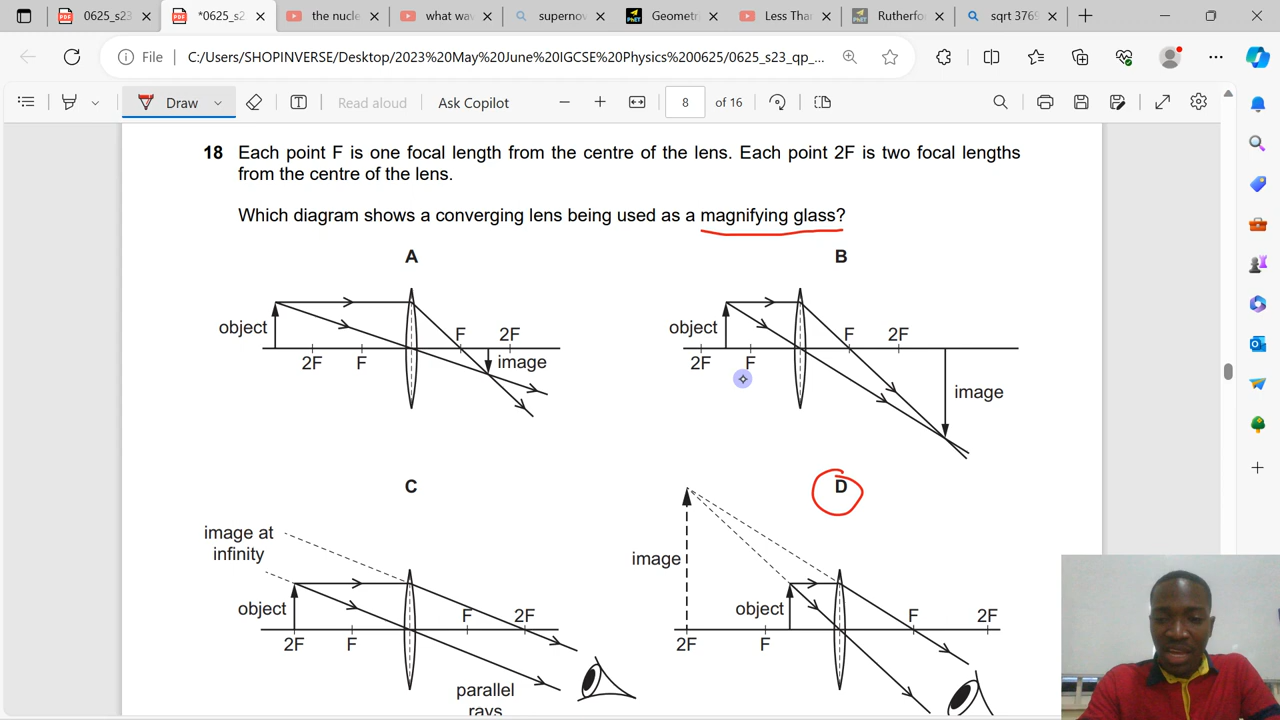 0625_s23
*0625_s2
the nucle
what wav
supernov
Geometr
Less Tha
Rutherfo
sqrt 3765
File
C:/Users/SHOPINVERSE/Desktop/2023%20May%20June%20IGCSE%20Physics%200625/0625_s23_qp_...
Draw
Read aloud
Ask Copilot
8
of 16
18 Each point F is one focal length from the centre of the lens. Each point 2F is two focal lengths
from the centre of the lens.
Which diagram shows a converging lens being used as a magnifying glass?
A
object
2F
F
F
2F
image
B
object
2F
F
F
2F
image
C
image at
infinity
object
2F
F
F
2F
parallel
rays
D
image
object
2F
F
F
2F